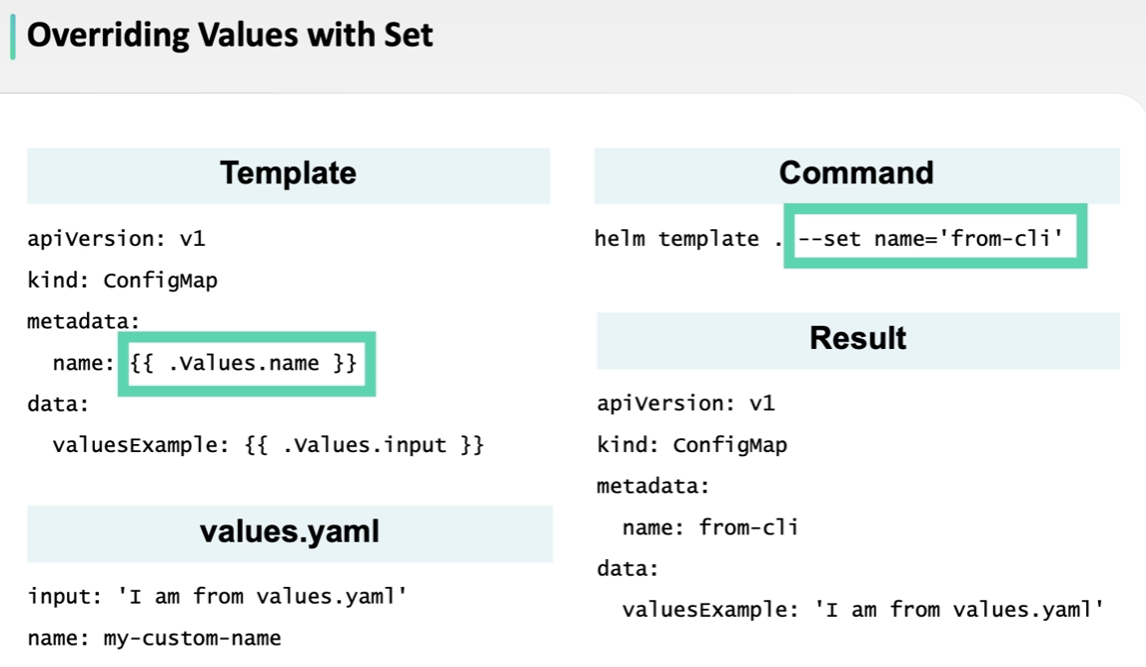 Overriding Values with Set
Template
apiVersion: v1
kind: ConfigMap
metadata:
  name: {{ .Values.name }}
data:
  valuesExample: {{ .Values.input }}
values.yaml
input: 'I am from values.yaml'
name: my-custom-name
Command
helm template . --set name='from-cli'
Result
apiVersion: v1
kind: ConfigMap
metadata:
  name: from-cli
data:
  valuesExample: 'I am from values.yaml'